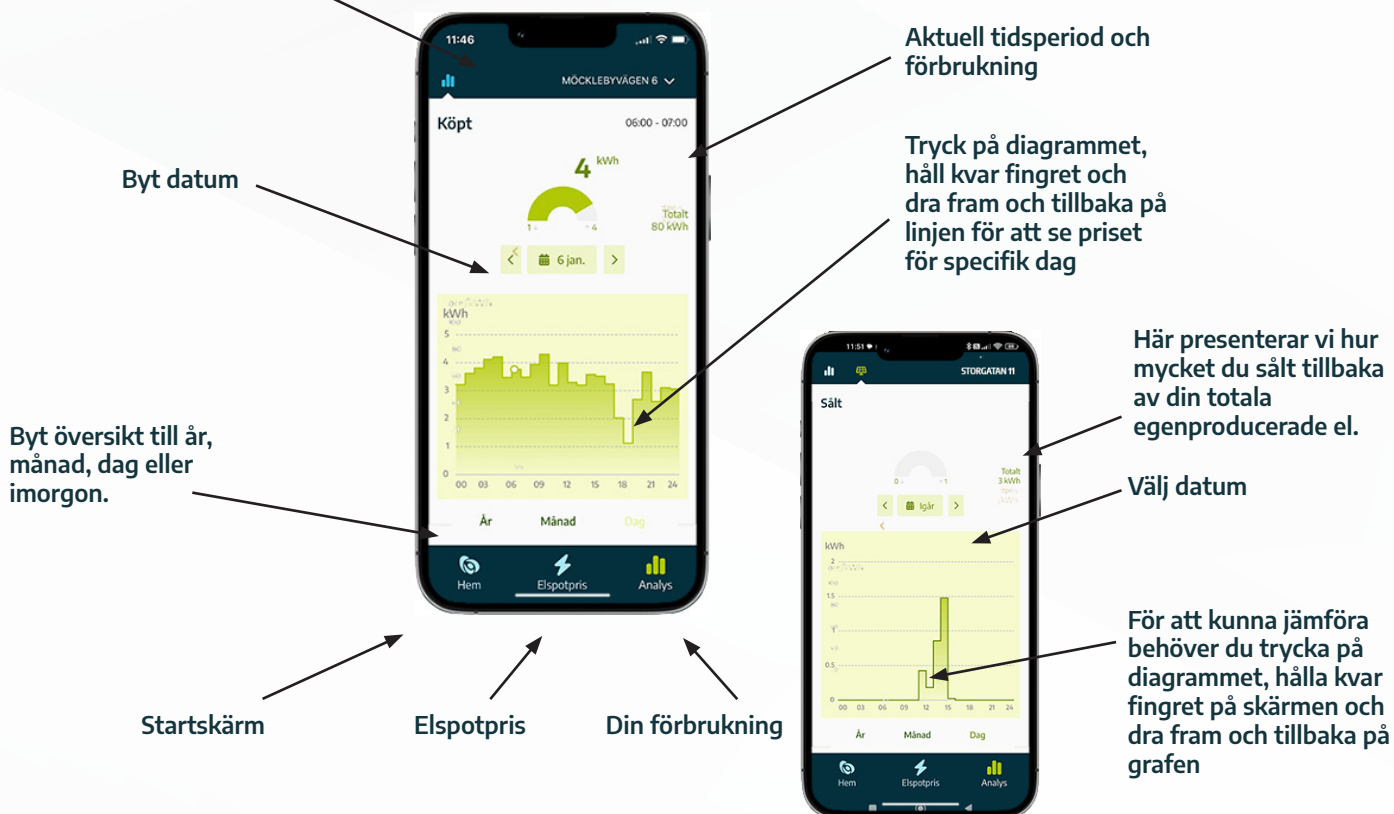 Aktuell tidsperiod och
förbrukning
Tryck på diagrammet,
håll kvar fingret och
dra fram och tillbaka på
linjen för att se priset
för specifik dag
Byt datum
Byt översikt till år,
månad, dag eller
imorgon.
11:46
MÖCKLEBYVÄGEN 6
Köpt
06:00 - 07:00
4 kWh
1
4
Totalt
80 kWh
6 jan.
kWh
5
4
3
2
1
0
00 03 06 09 12 15 18 21 24
År Månad Dag
Hem Elspotpris Analys
Startskärm
Elspotpris
Din förbrukning
11:51
STORGATAN 11
Sålt
0
1
Totalt
3 kWh
Igår
kWh
2
1.5
1
0.5
0
00 03 06 09 12 15 18 21 24
År Månad Dag
Hem Elspotpris Analys
Här presenterar vi hur
mycket du sålt tillbaka
av din totala
egenproducerade el.
Välj datum
För att kunna jämföra
behöver du trycka på
diagrammet, hålla kvar
fingret på skärmen och
dra fram och tillbaka på
grafen